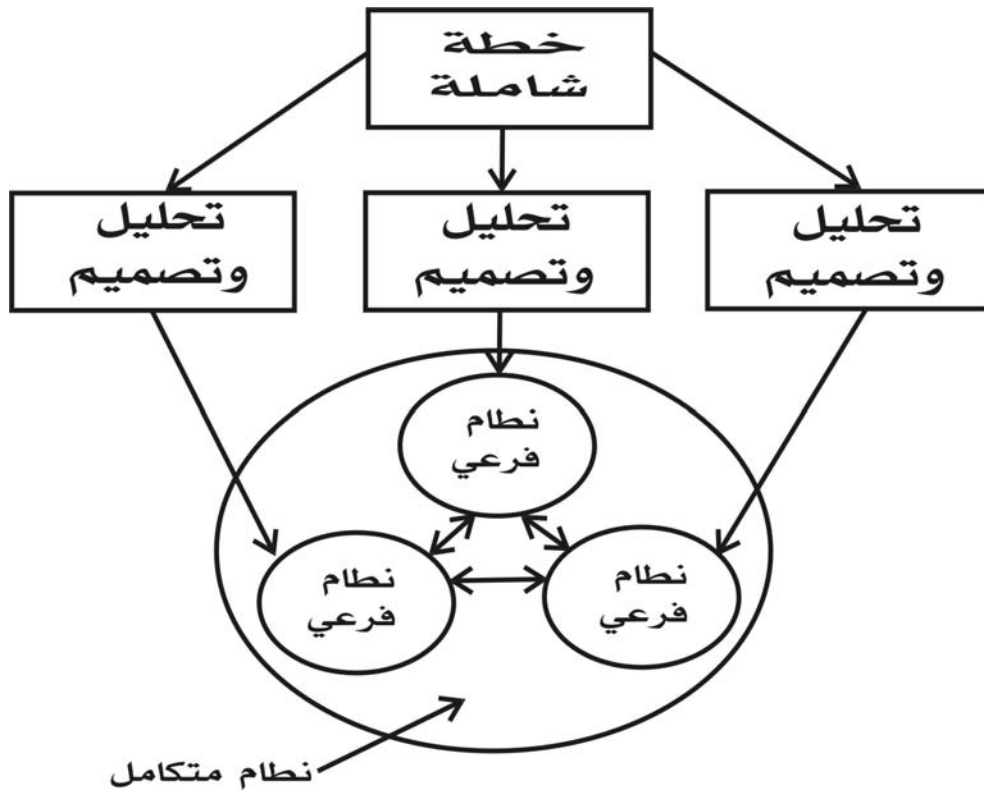 خطة
شاملة
تحليل
وتصميم
تحليل
وتصميم
تحليل
وتصميم
نظام
فرعي
نظام
فرعي
نظام
فرعي
نظام متكامل